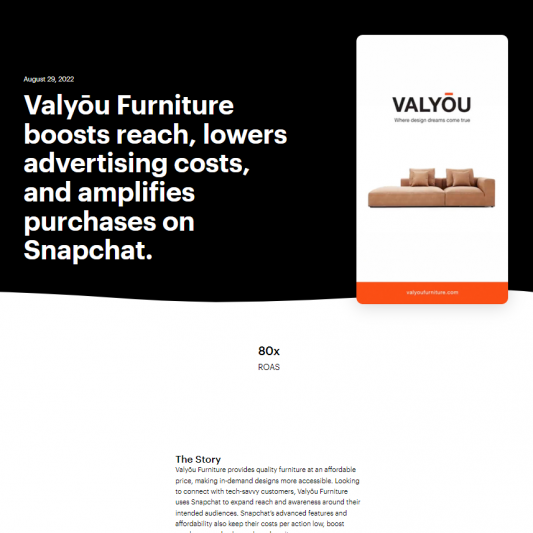 August 29, 2022
Valyōu Furniture
boosts reach, lowers
advertising costs,
and amplifies
purchases on
Snapchat.
VALYŌU
Where design dreams come true
valyoufurniture.com
80x
ROAS
The Story
Valyōu Furniture provides quality furniture at an affordable
price, making in-demand designs more accessible. Looking
to connect with tech-savvy customers, Valyōu Furniture
uses Snapchat to expand reach and awareness around their
intended audiences. Snapchat's advanced features and
affordability also keep their costs per action low, boost